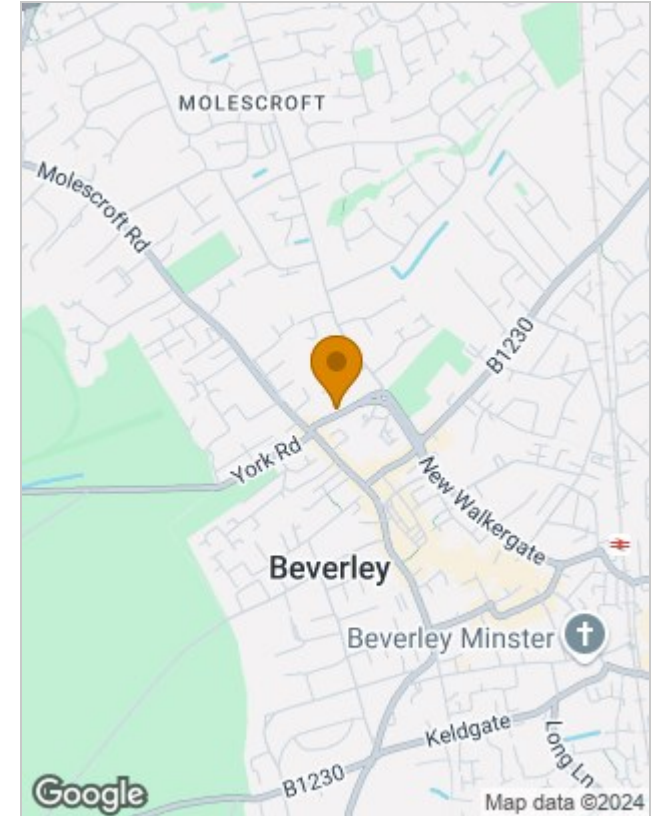 MOLESCROFT
Molescroft Rd
B1230
York Rd
New Walkergate
Beverley
Beverley Minster
Keldgate
Long Ln
B1230
Google
Map data ©2024